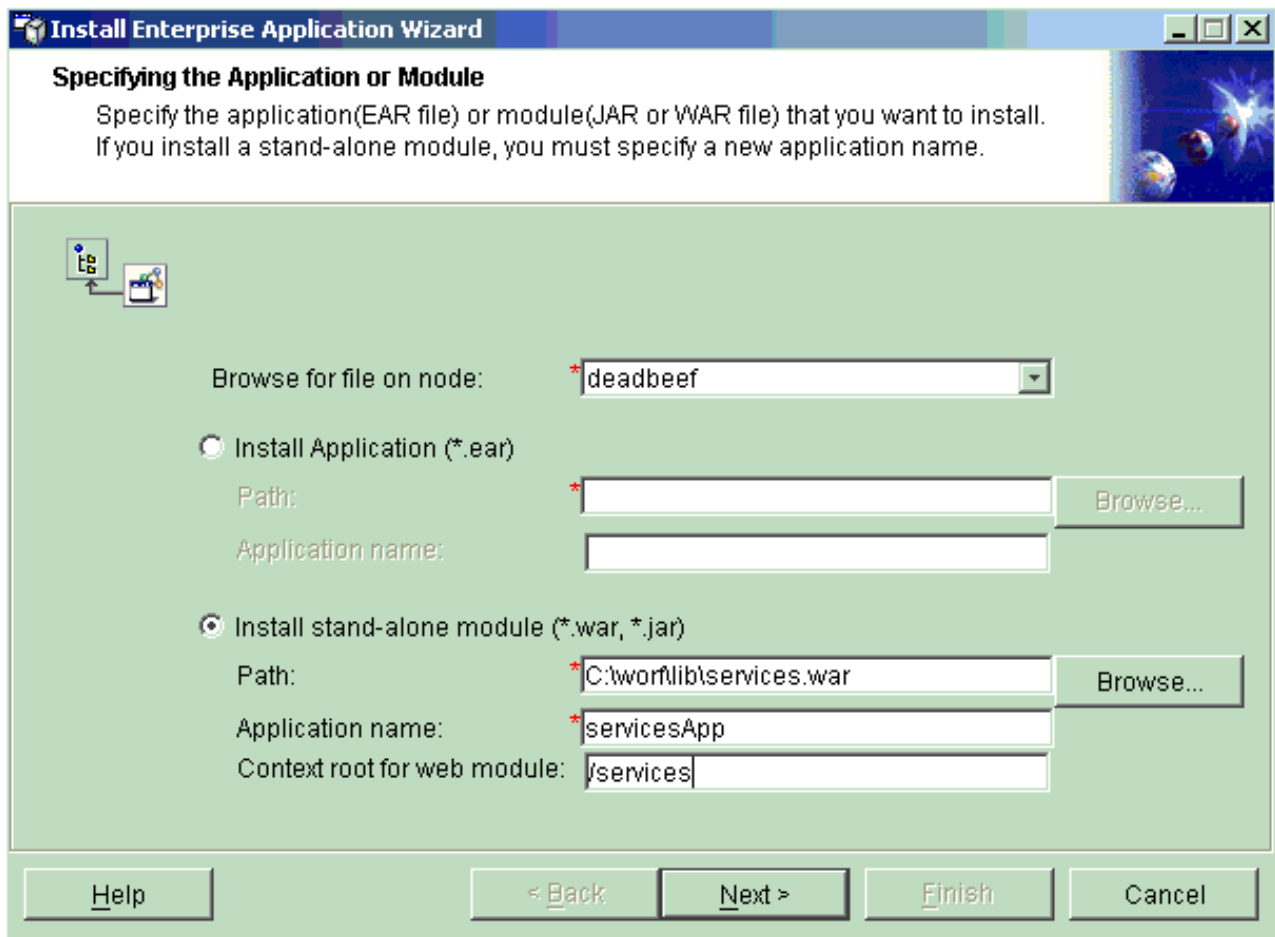 Install Enterprise Application Wizard
Specifying the Application or Module
Specify the application(EAR file) or module(JAR or WAR file) that you want to install.
If you install a stand-alone module, you must specify a new application name.
Browse for file on node: *deadbeef
Install Application (*.ear)
Path: * Browse...
Application name:
Install stand-alone module (*.war, *.jar)
Path: *C:\worf\lib\services.war Browse...
Application name: *servicesApp
Context root for web module: /services
Help < Back Next > Finish Cancel